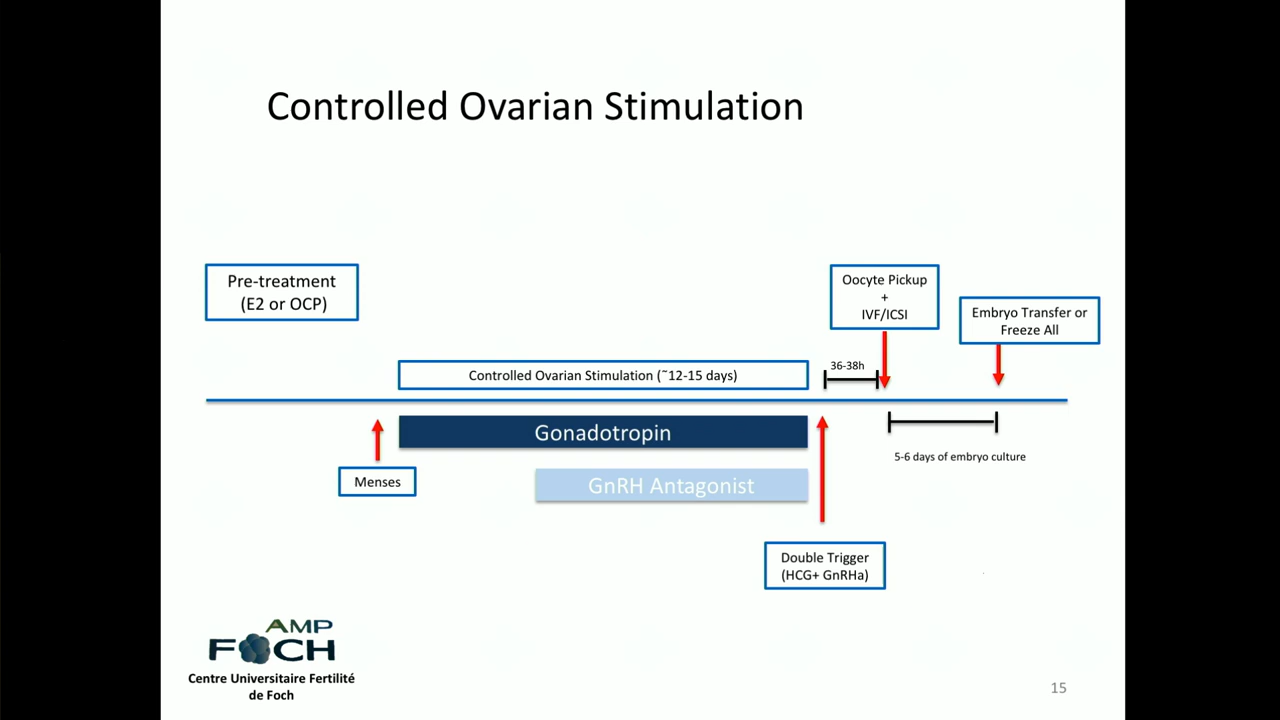 Controlled Ovarian Stimulation
Pre-treatment
(E2 or OCP)
Oocyte Pickup
+
IVF/ICSI
Embryo Transfer or
Freeze All
Controlled Ovarian Stimulation (~12-15 days)
36-38h
Gonadotropin
Menses
GnRH Antagonist
5-6 days of embryo culture
Double Trigger
(HCG+ GnRHa)
AMP
FOCH
Centre Universitaire Fertilité
de Foch
15